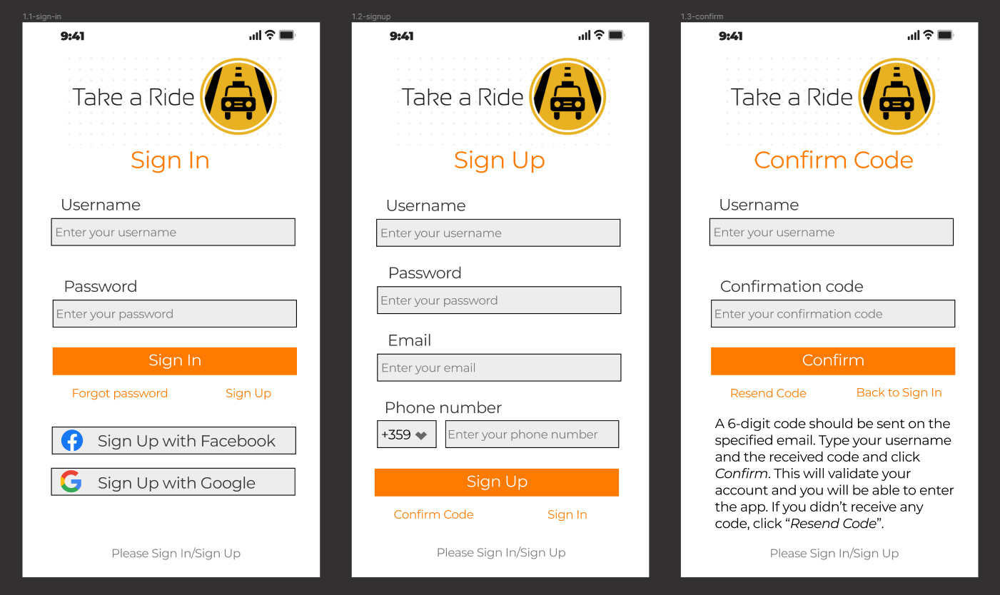 1.1-sign-in
9:41
Take a Ride
Sign In
Username
Enter your username
Password
Enter your password
Sign In
Forgot password
Sign Up
Sign Up with Facebook
Sign Up with Google
Please Sign In/Sign Up
1.2-signup
9:41
Take a Ride
Sign Up
Username
Enter your username
Password
Enter your password
Email
Enter your email
Phone number
+359
Enter your phone number
Sign Up
Confirm Code
Sign In
Please Sign In/Sign Up
1.3-confirm
9:41
Take a Ride
Confirm Code
Username
Enter your username
Confirmation code
Enter your confirmation code
Confirm
Resend Code
Back to Sign In
A 6-digit code should be sent on the
specified email. Type your username
and the received code and click
Confirm. This will validate your
account and you will be able to enter
the app. If you didn’t receive any
code, click “Resend Code”.
Please Sign In/Sign Up